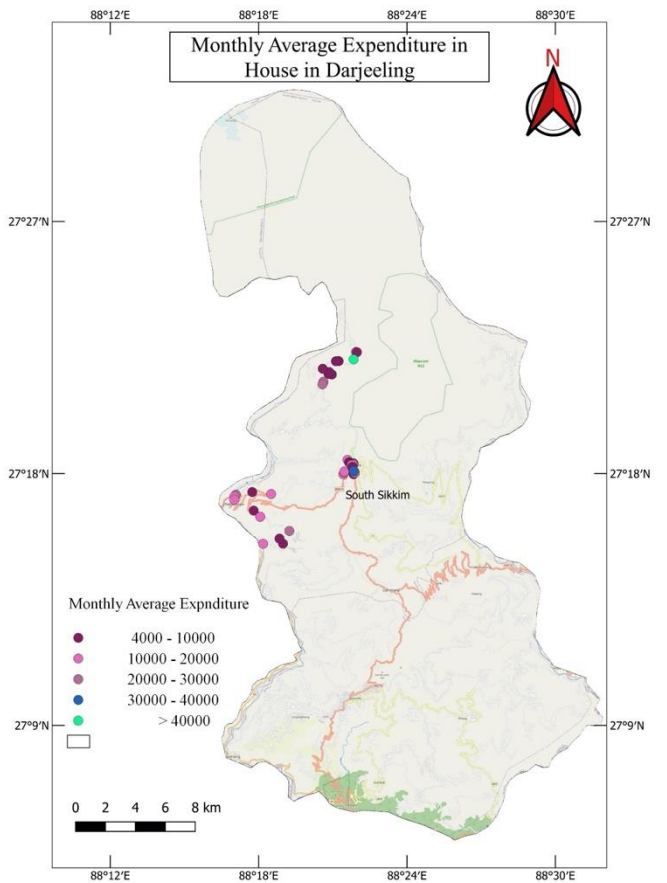 88°12'E 88°18'E 88°24'E 88°30'E
Monthly Average Expenditure in
House in Darjeeling
N
27°27'N 27°27'N
27°18'N 27°18'N
South Sikkim
Monthly Average Expnditure
4000 - 10000
10000 - 20000
20000 - 30000
30000 - 40000
> 40000
27°9'N 27°9'N
0 2 4 6 8 km
88°12'E 88°18'E 88°24'E 88°30'E